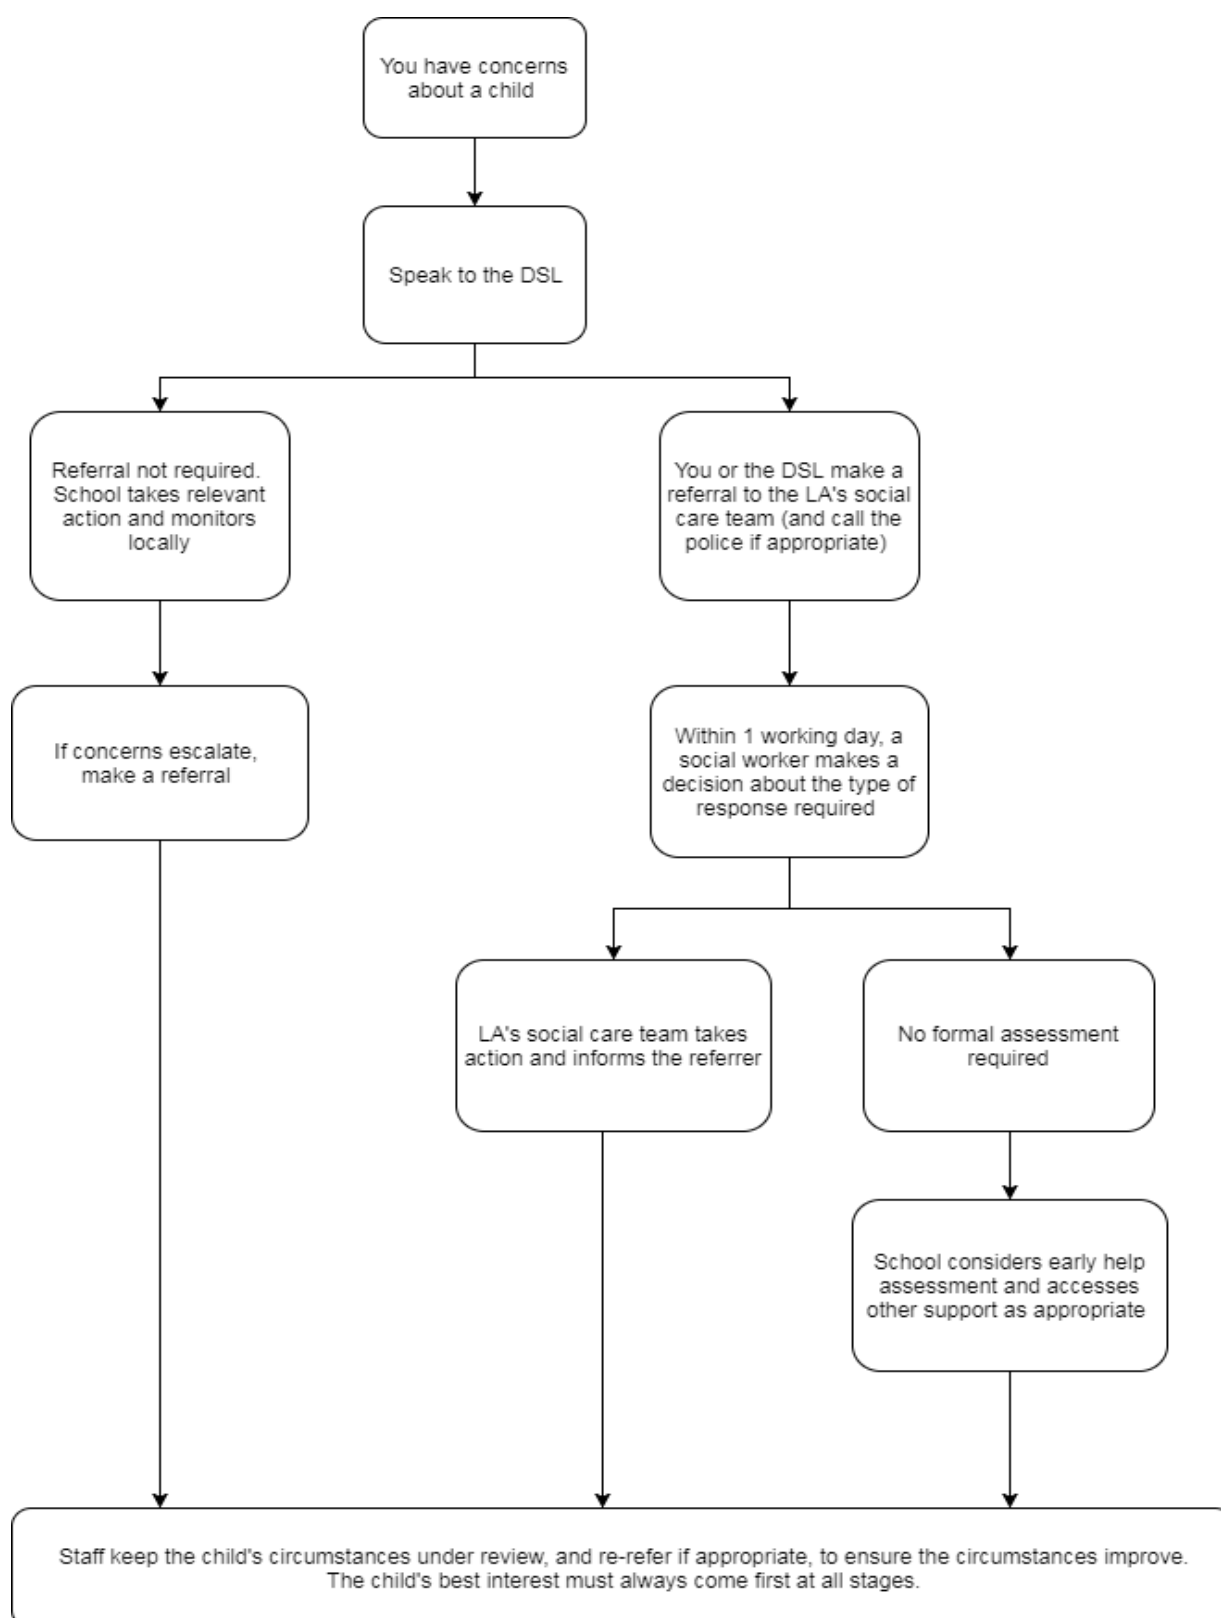 You have concerns
about a child
Speak to the DSL
Referral not required.
School takes relevant
action and monitors
locally
You or the DSL make a
referral to the LA's social
care team (and call the
police if appropriate)
If concerns escalate,
make a referral
Within 1 working day, a
social worker makes a
decision about the type of
response required
LA's social care team takes
action and informs the referrer
No formal assessment
required
School considers early help
assessment and accesses
other support as appropriate
Staff keep the child's circumstances under review, and re-refer if appropriate, to ensure the circumstances improve.
The child's best interest must always come first at all stages.